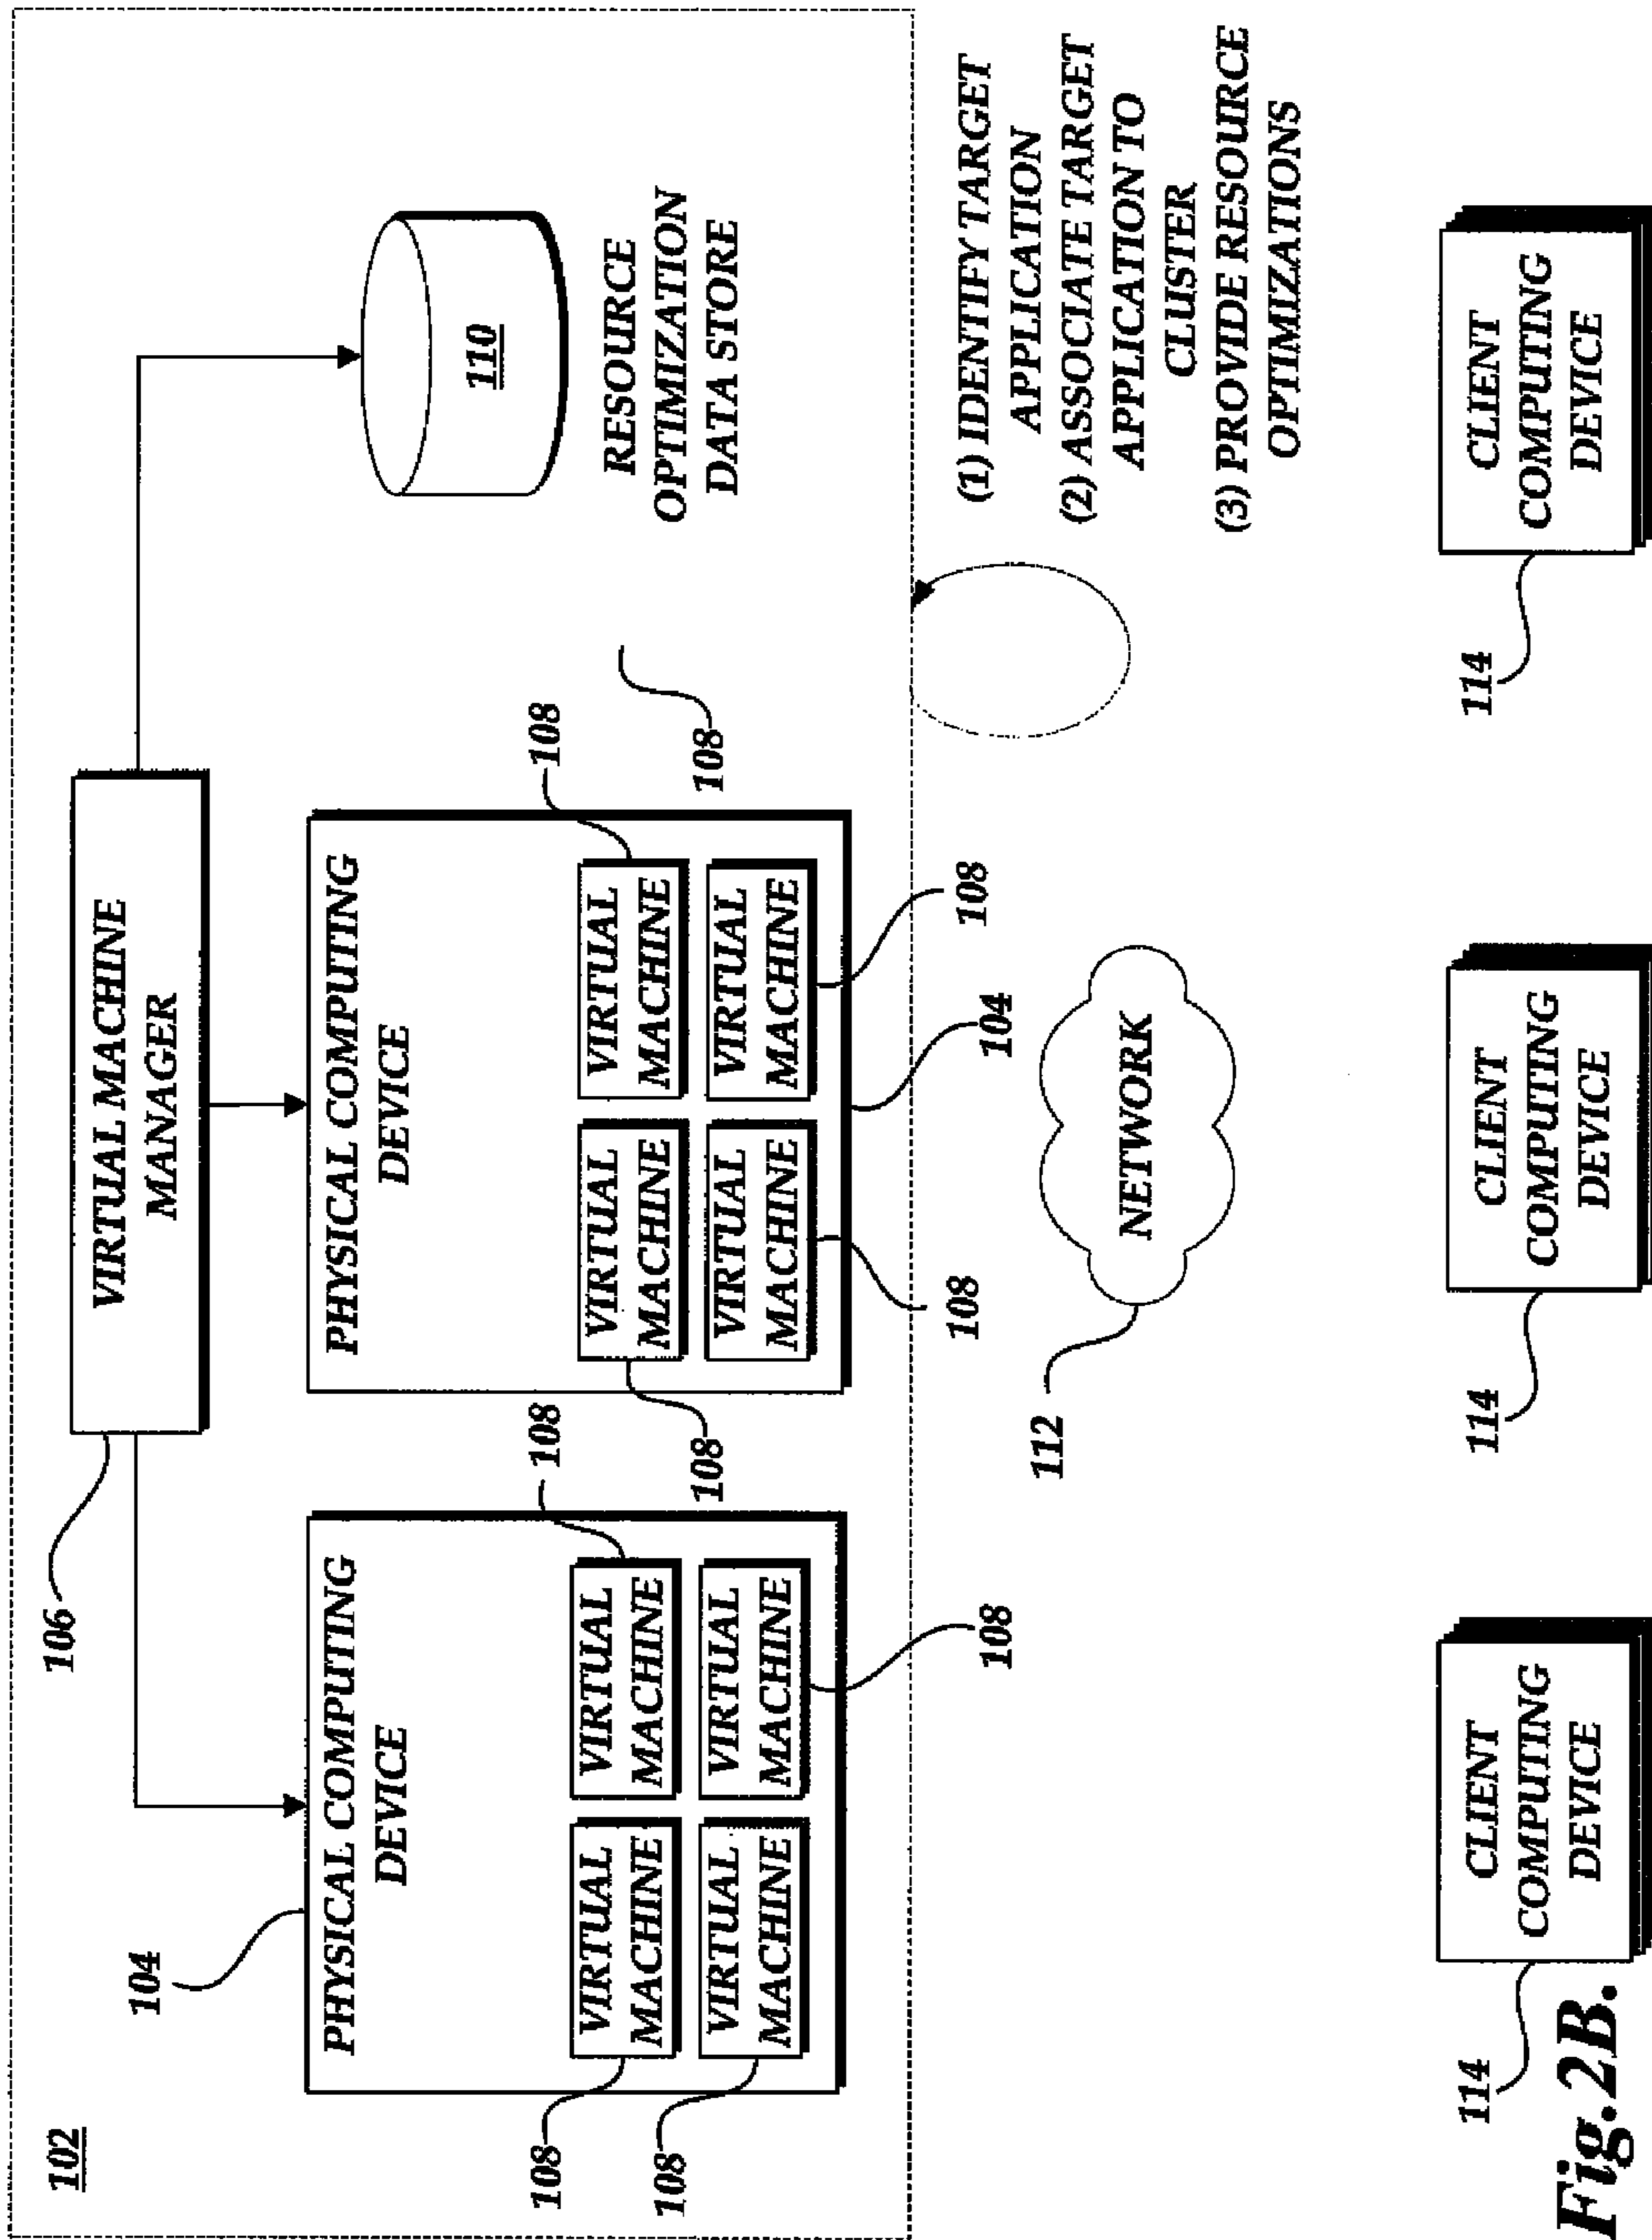 102
106
VIRTUAL MACHINE
MANAGER
104
PHYSICAL COMPUTING
DEVICE
PHYSICAL COMPUTING
DEVICE
110
RESOURCE
OPTIMIZATION
DATA STORE
108
108
108
VIRTUAL
MACHINE
VIRTUAL
MACHINE
VIRTUAL
MACHINE
VIRTUAL
MACHINE
108
108
108
VIRTUAL
MACHINE
VIRTUAL
MACHINE
VIRTUAL
MACHINE
VIRTUAL
MACHINE
108
108
108
104
(1) IDENTIFY TARGET
APPLICATION
(2) ASSOCIATE TARGET
APPLICATION TO
CLUSTER
(3) PROVIDE RESOURCE
OPTIMIZATIONS
112
NETWORK
114
CLIENT
COMPUTING
DEVICE
114
CLIENT
COMPUTING
DEVICE
114
CLIENT
COMPUTING
DEVICE
Fig.2B.